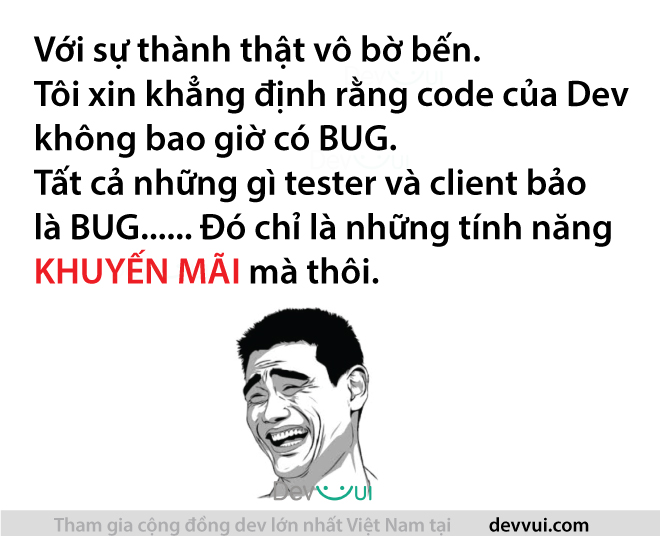 Với sự thành thật vô bờ bến.
Tôi xin khẳng định rằng code của Dev
không bao giờ có BUG.
Tất cả những gì tester và client bảo
là BUG...... Đó chỉ là những tính năng
KHUYẾN MÃI mà thôi.
Dev ui
Tham gia cộng đồng dev lớn nhất Việt Nam tại devvui.com